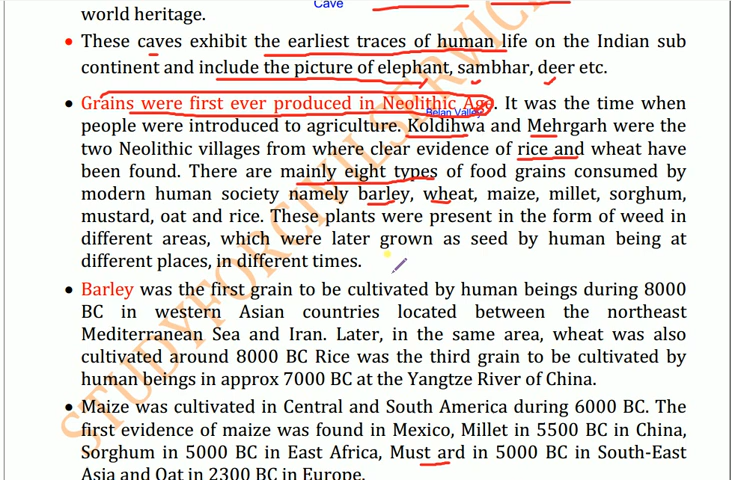 Cave
world heritage.
• These caves exhibit the earliest traces of human life on the Indian sub
continent and include the picture of elephant, sambhar, deer etc.
• Grains were first ever produced in Neolithic Age. It was the time when
Belan Valley
people were introduced to agriculture. Koldihwa and Mehrgarh were the
two Neolithic villages from where clear evidence of rice and wheat have
been found. There are mainly eight types of food grains consumed by
modern human society namely barley, wheat, maize, millet, sorghum,
mustard, oat and rice. These plants were present in the form of weed in
different areas, which were later grown as seed by human being at
different places, in different times.
• Barley was the first grain to be cultivated by human beings during 8000
BC in western Asian countries located between the northeast
Mediterranean Sea and Iran. Later, in the same area, wheat was also
cultivated around 8000 BC Rice was the third grain to be cultivated by
human beings in approx 7000 BC at the Yangtze River of China.
• Maize was cultivated in Central and South America during 6000 BC. The
first evidence of maize was found in Mexico, Millet in 5500 BC in China,
Sorghum in 5000 BC in East Africa, Must ard in 5000 BC in South-East
Asia and Oat in 2300 BC in Europe.
STUDYFORCIVILSERVICES